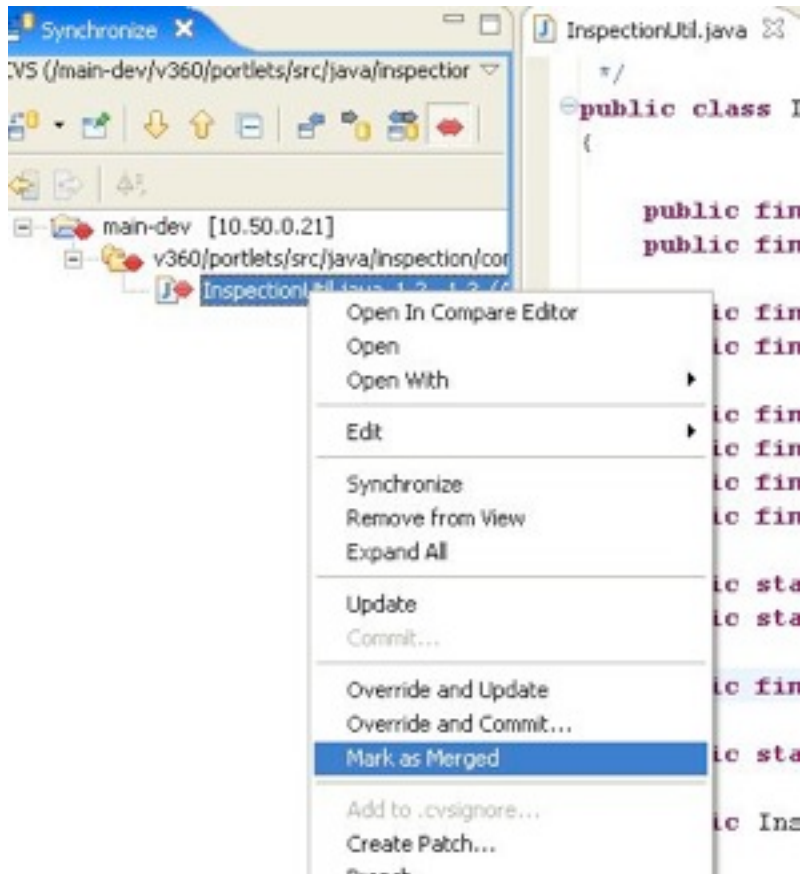 Synchronize
CVS (/main-dev/v360/portlets/src/java/inspection
main-dev [10.50.0.21]
v360/portlets/src/java/inspection/con
InspectionUtil.java
Open In Compare Editor
Open
Open With
Edit
Synchronize
Remove from View
Expand All
Update
Commit...
Override and Update
Override and Commit...
Mark as Merged
Add to .cvsignore...
Create Patch...
InspectionUtil.java
*/
public class I
{
public fin
public fin
ic fin
ic fin
ic fin
ic fin
ic fin
ic fin
ic sta
ic sta
ic fin
ic sta
ic Ins